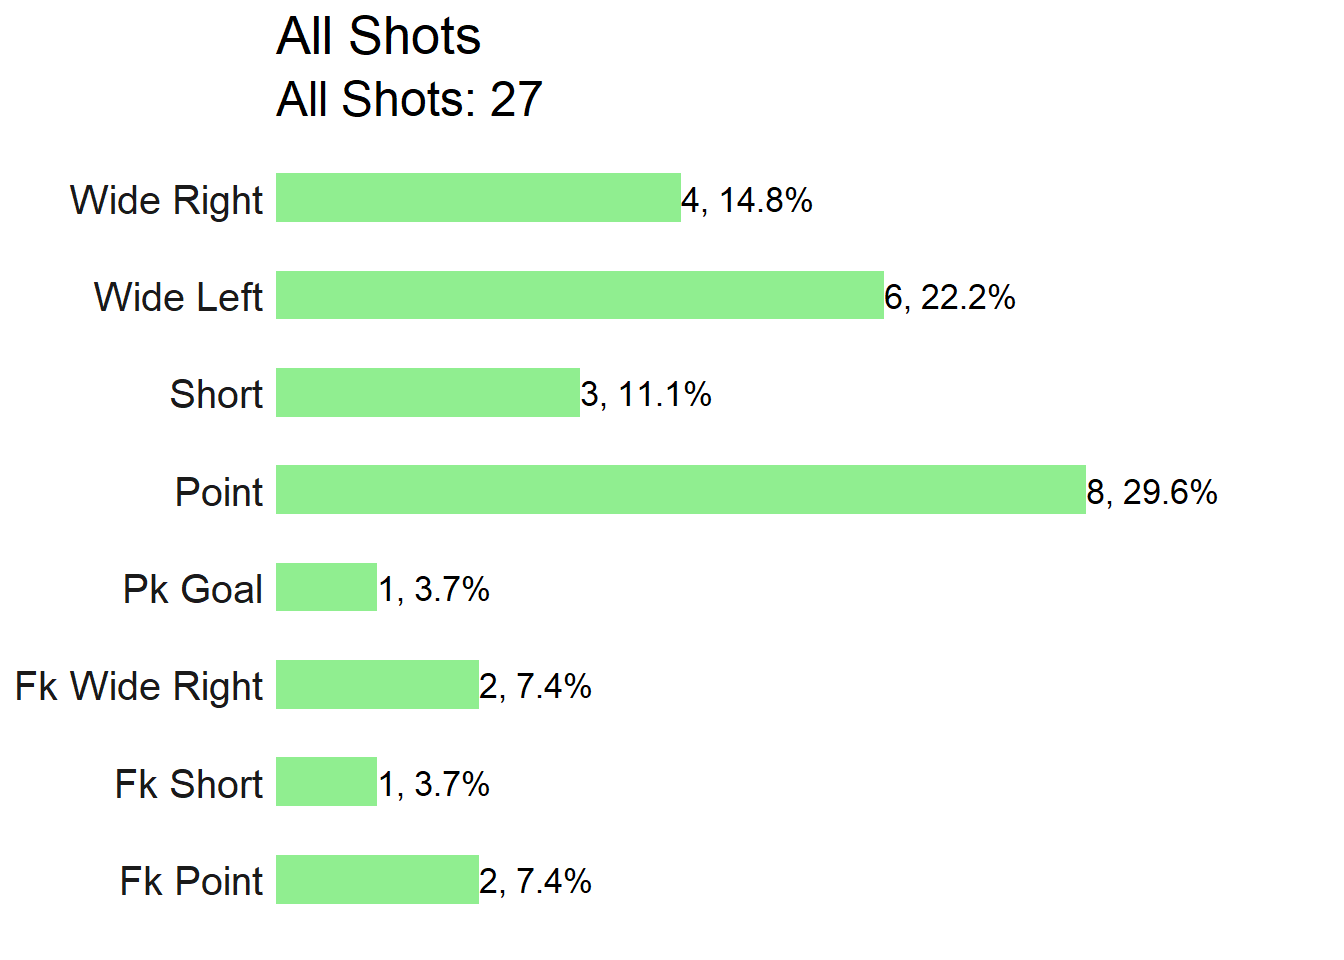 All Shots
All Shots: 27
Wide Right 4, 14.8%
Wide Left 6, 22.2%
Short 3, 11.1%
Point 8, 29.6%
Pk Goal 1, 3.7%
Fk Wide Right 2, 7.4%
Fk Short 1, 3.7%
Fk Point 2, 7.4%